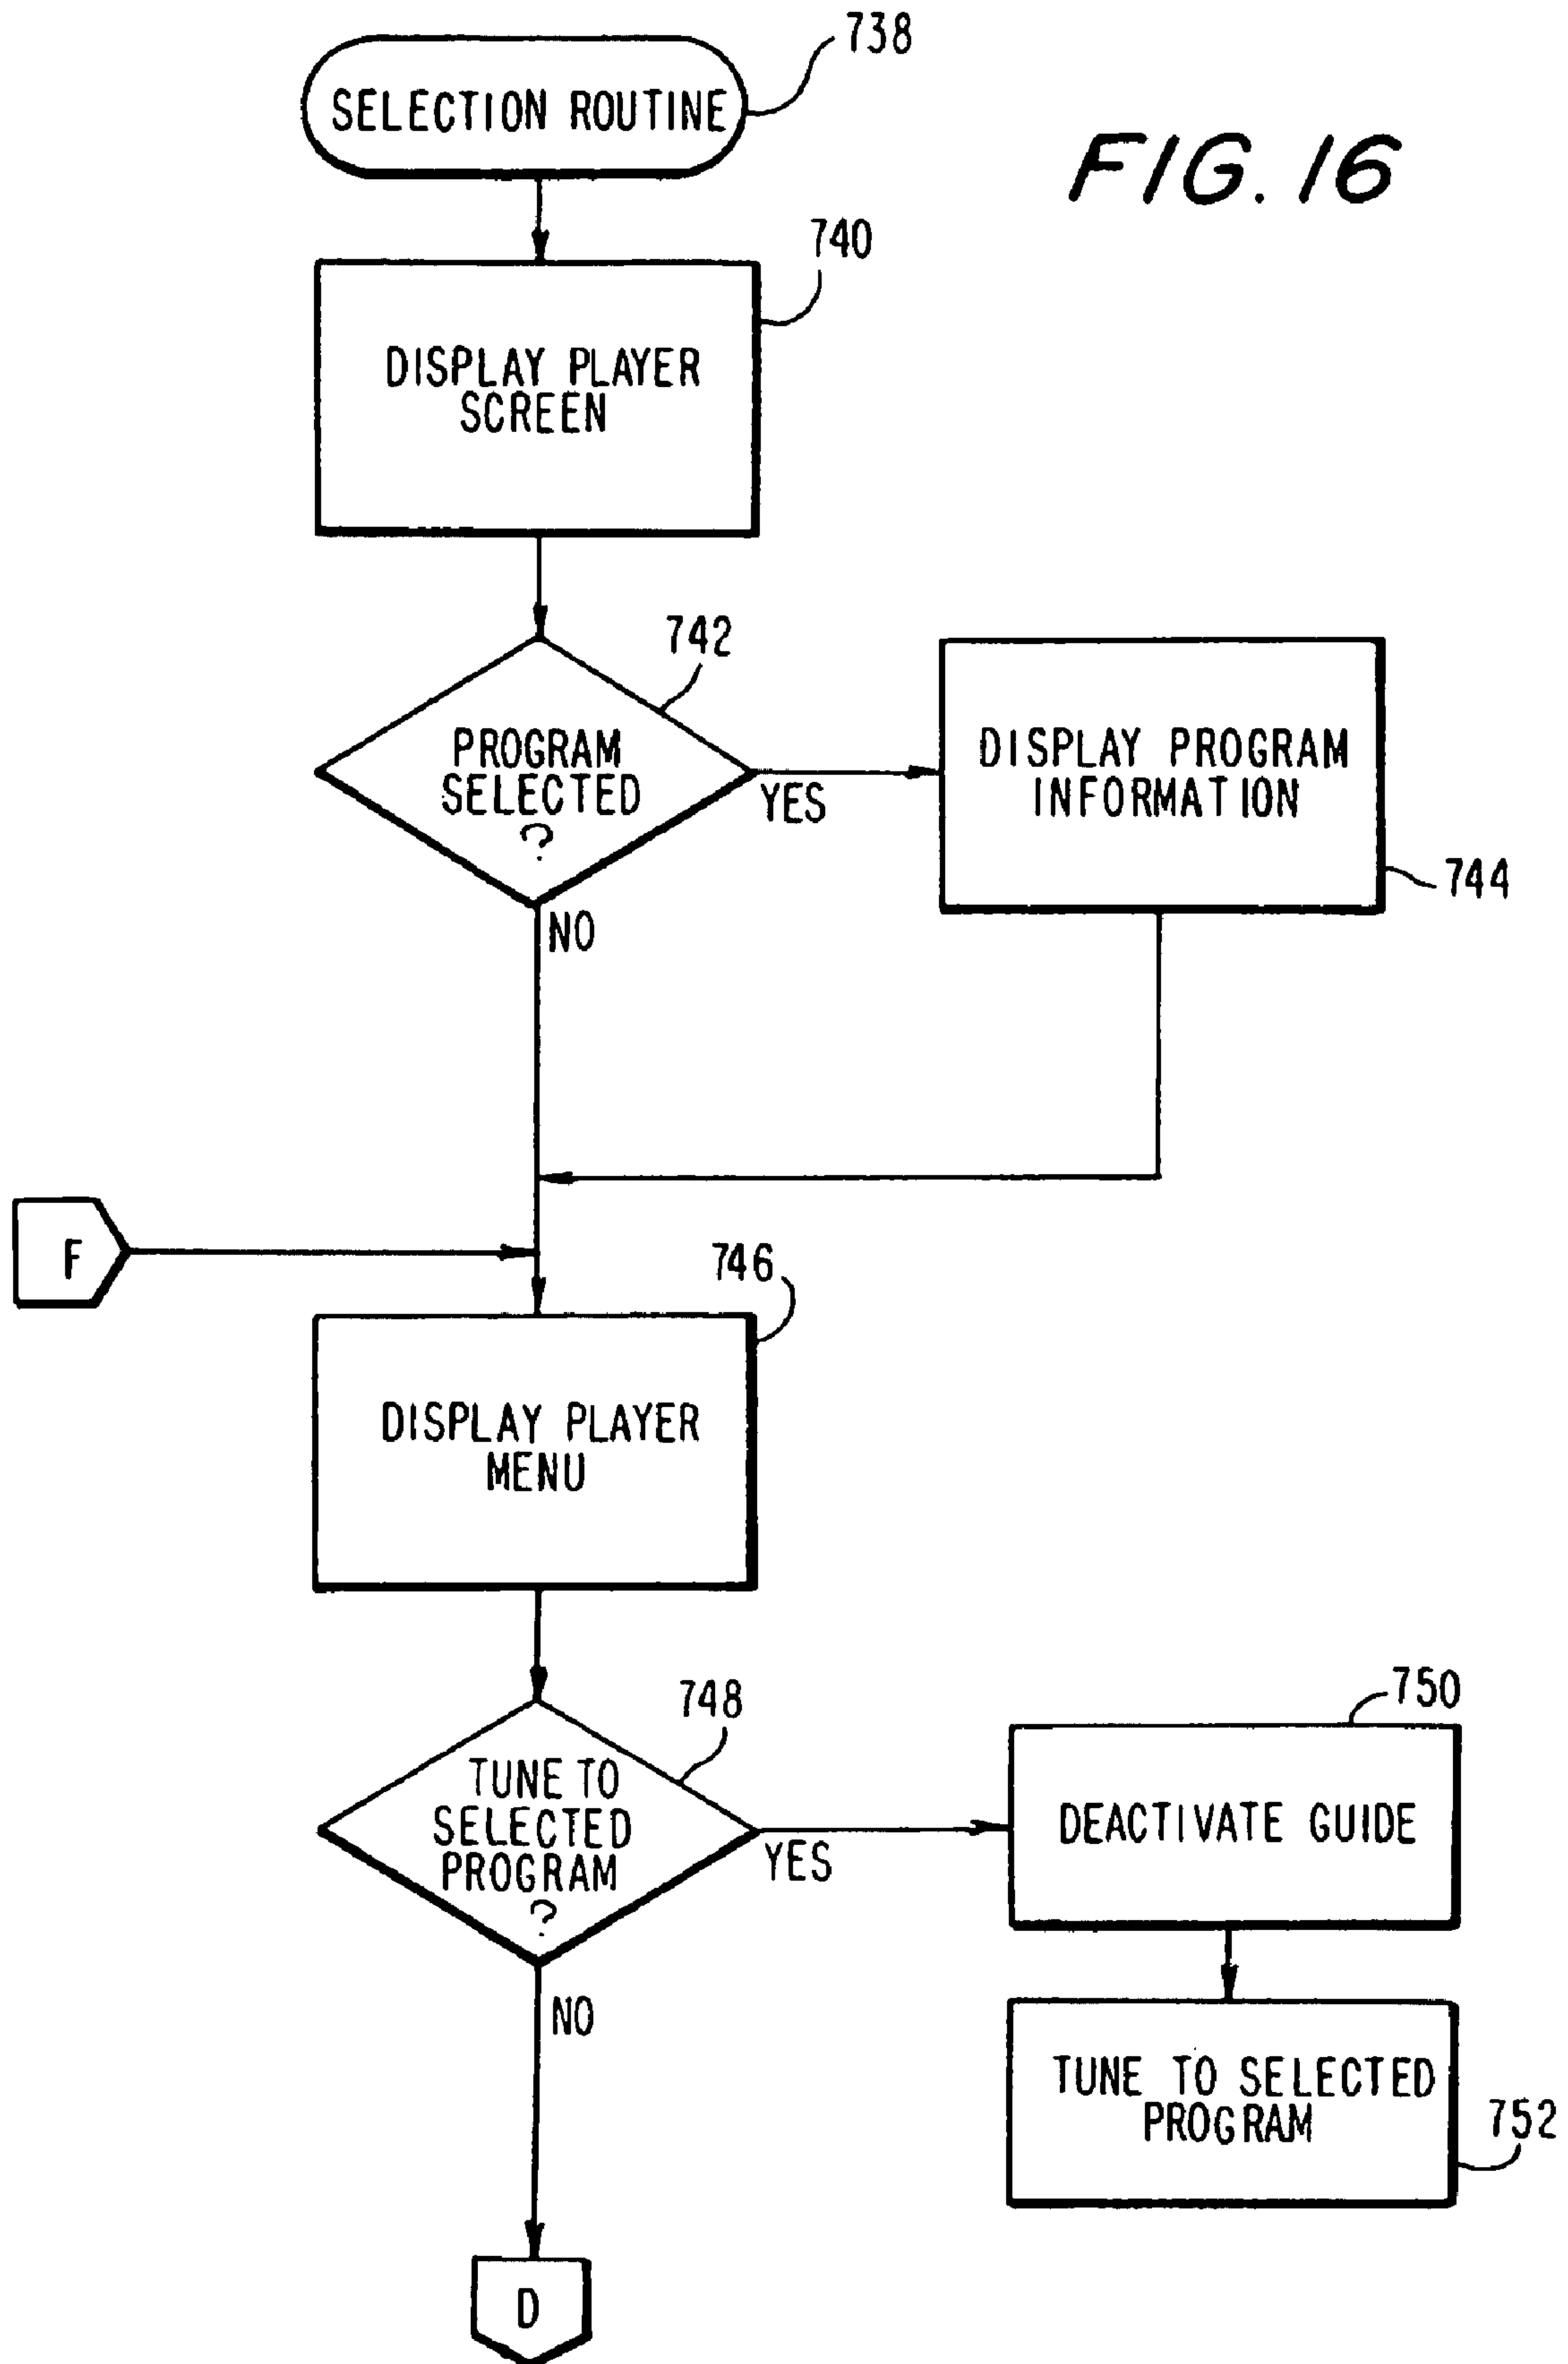 738
SELECTION ROUTINE
FIG. 16
740
DISPLAY PLAYER
SCREEN
742
PROGRAM
SELECTED
?
YES
NO
DISPLAY PROGRAM
INFORMATION
744
F
746
DISPLAY PLAYER
MENU
748
TUNE TO
SELECTED
PROGRAM
?
YES
NO
750
DEACTIVATE GUIDE
TUNE TO SELECTED
PROGRAM
752
D